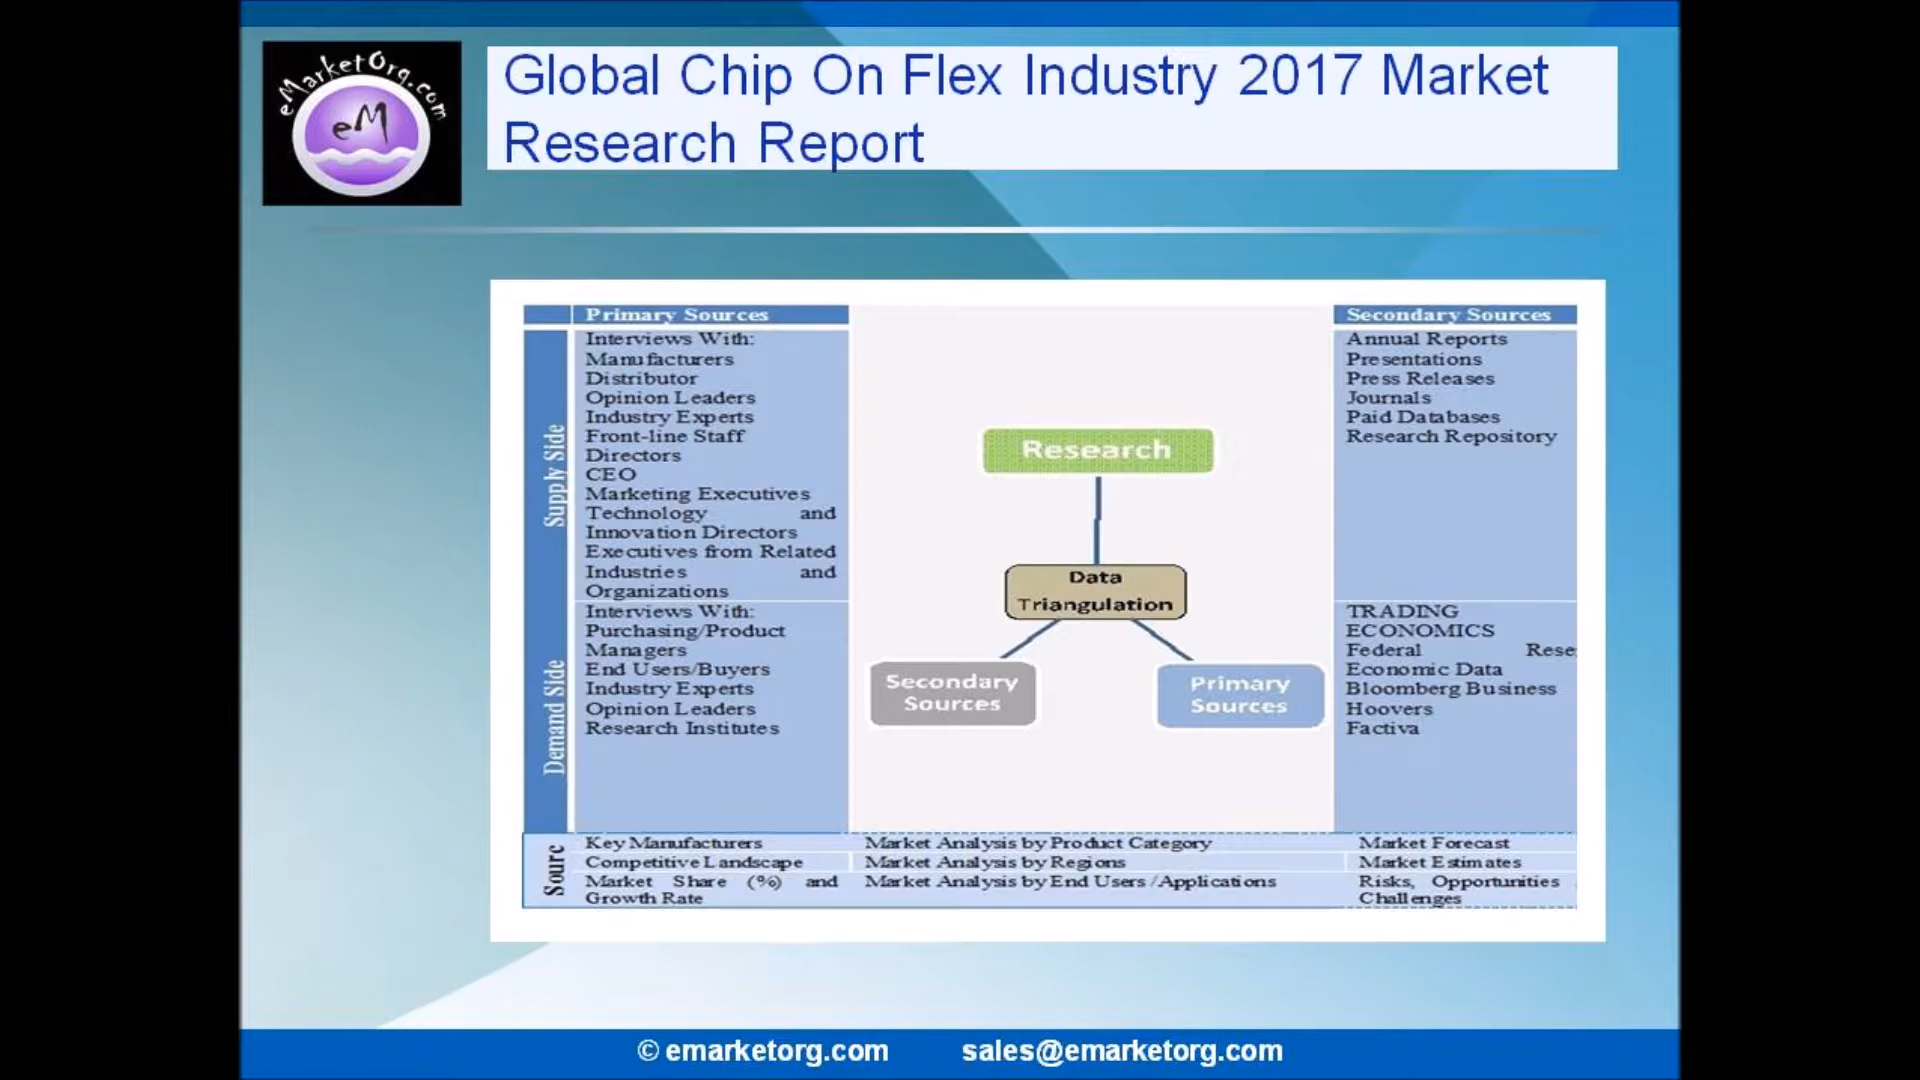 eMarketOrg.com
eM
Global Chip On Flex Industry 2017 Market
Research Report
Primary Sources
Secondary Sources
Supply Side
Interviews With:
Manufacturers
Distributor
Opinion Leaders
Industry Experts
Front-line Staff
Directors
CEO
Marketing Executives
Technology and
Innovation Directors
Executives from Related
Industries and
Organizations
Annual Reports
Presentations
Press Releases
Journals
Paid Databases
Research Repository
Research
Data
Triangulation
Secondary
Sources
Primary
Sources
Demand Side
Interviews With:
Purchasing/Product
Managers
End Users/Buyers
Industry Experts
Opinion Leaders
Research Institutes
TRADING
ECONOMICS
Federal Rese
Economic Data
Bloomberg Business
Hoovers
Factiva
Sourc
Key Manufacturers
Competitive Landscape
Market Share (%) and
Growth Rate
Market Analysis by Product Category
Market Analysis by Regions
Market Analysis by End Users /Applications
Market Forecast
Market Estimates
Risks, Opportunities
Challenges
© emarketorg.com sales@emarketorg.com